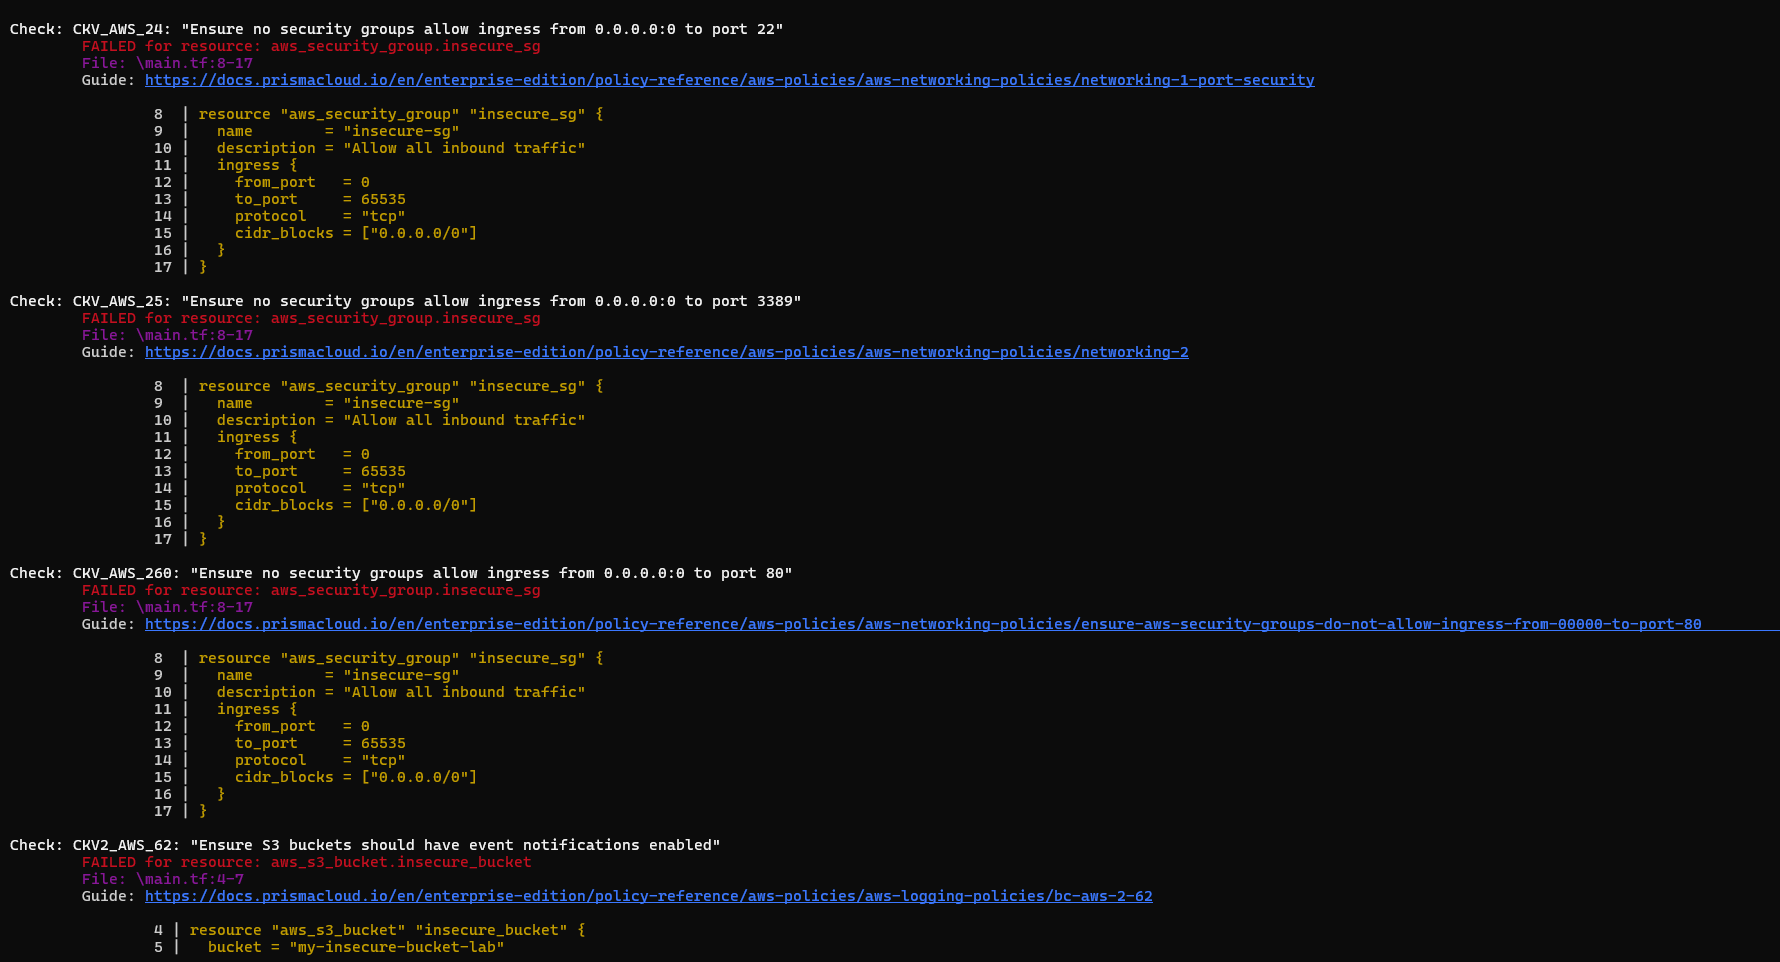 Check: CKV_AWS_24: "Ensure no security groups allow ingress from 0.0.0.0:0 to port 22"
        FAILED for resource: aws_security_group.insecure_sg
        File: \main.tf:8-17
        Guide: https://docs.prismacloud.io/en/enterprise-edition/policy-reference/aws-policies/aws-networking-policies/networking-1-port-security
                8  | resource "aws_security_group" "insecure_sg" {
                9  |   name        = "insecure-sg"
                10 |   description = "Allow all inbound traffic"
                11 |   ingress {
                12 |     from_port   = 0
                13 |     to_port     = 65535
                14 |     protocol    = "tcp"
                15 |     cidr_blocks = ["0.0.0.0/0"]
                16 |   }
                17 | }
Check: CKV_AWS_25: "Ensure no security groups allow ingress from 0.0.0.0:0 to port 3389"
        FAILED for resource: aws_security_group.insecure_sg
        File: \main.tf:8-17
        Guide: https://docs.prismacloud.io/en/enterprise-edition/policy-reference/aws-policies/aws-networking-policies/networking-2
                8  | resource "aws_security_group" "insecure_sg" {
                9  |   name        = "insecure-sg"
                10 |   description = "Allow all inbound traffic"
                11 |   ingress {
                12 |     from_port   = 0
                13 |     to_port     = 65535
                14 |     protocol    = "tcp"
                15 |     cidr_blocks = ["0.0.0.0/0"]
                16 |   }
                17 | }
Check: CKV_AWS_260: "Ensure no security groups allow ingress from 0.0.0.0:0 to port 80"
        FAILED for resource: aws_security_group.insecure_sg
        File: \main.tf:8-17
        Guide: https://docs.prismacloud.io/en/enterprise-edition/policy-reference/aws-policies/aws-networking-policies/ensure-aws-security-groups-do-not-allow-ingress-from-00000-to-port-80
                8  | resource "aws_security_group" "insecure_sg" {
                9  |   name        = "insecure-sg"
                10 |   description = "Allow all inbound traffic"
                11 |   ingress {
                12 |     from_port   = 0
                13 |     to_port     = 65535
                14 |     protocol    = "tcp"
                15 |     cidr_blocks = ["0.0.0.0/0"]
                16 |   }
                17 | }
Check: CKV2_AWS_62: "Ensure S3 buckets should have event notifications enabled"
        FAILED for resource: aws_s3_bucket.insecure_bucket
        File: \main.tf:4-7
        Guide: https://docs.prismacloud.io/en/enterprise-edition/policy-reference/aws-policies/aws-logging-policies/bc-aws-2-62
                4 | resource "aws_s3_bucket" "insecure_bucket" {
                5 |   bucket = "my-insecure-bucket-lab"